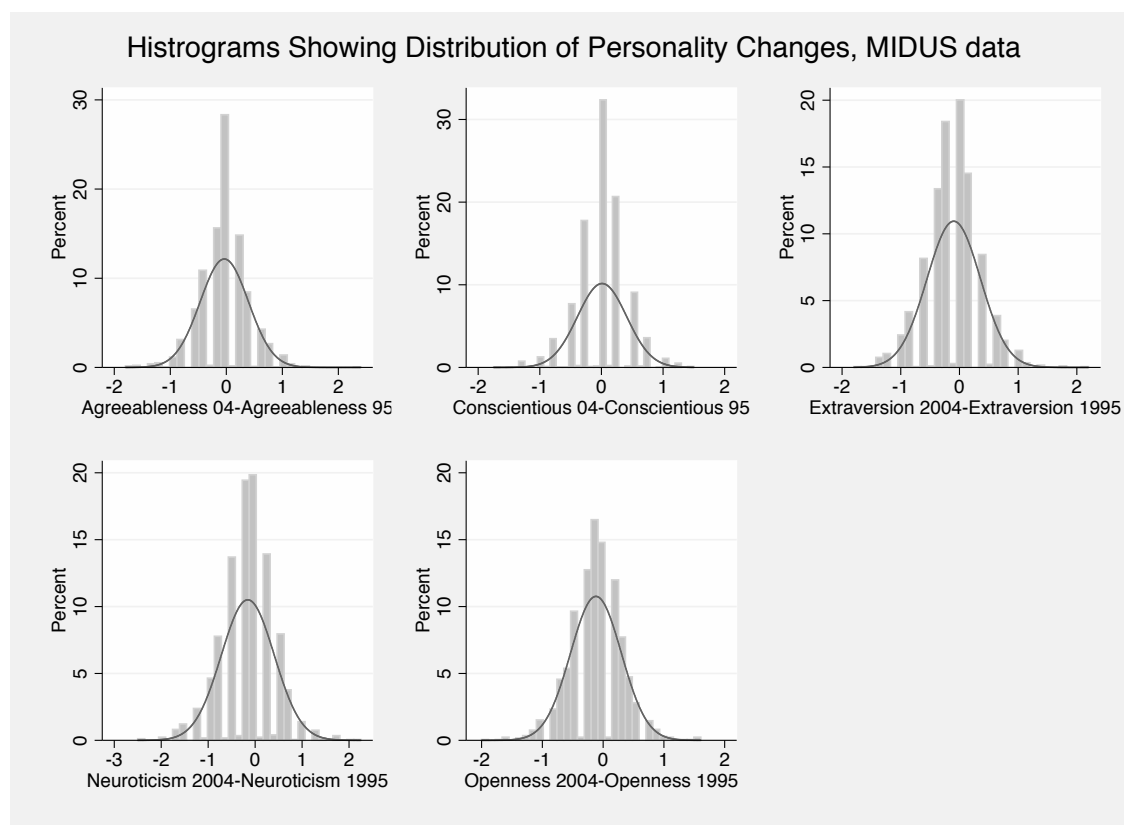 Histrograms Showing Distribution of Personality Changes, MIDUS data
30
20
10
0
Percent
-2 -1 0 1 2
Agreeableness 04-Agreeableness 95
30
20
10
0
Percent
-2 -1 0 1 2
Conscientious 04-Conscientious 95
20
15
10
5
0
Percent
-2 -1 0 1 2
Extraversion 2004-Extraversion 1995
20
15
10
5
0
Percent
-3 -2 -1 0 1 2
Neuroticism 2004-Neuroticism 1995
20
15
10
5
0
Percent
-2 -1 0 1 2
Openness 2004-Openness 1995